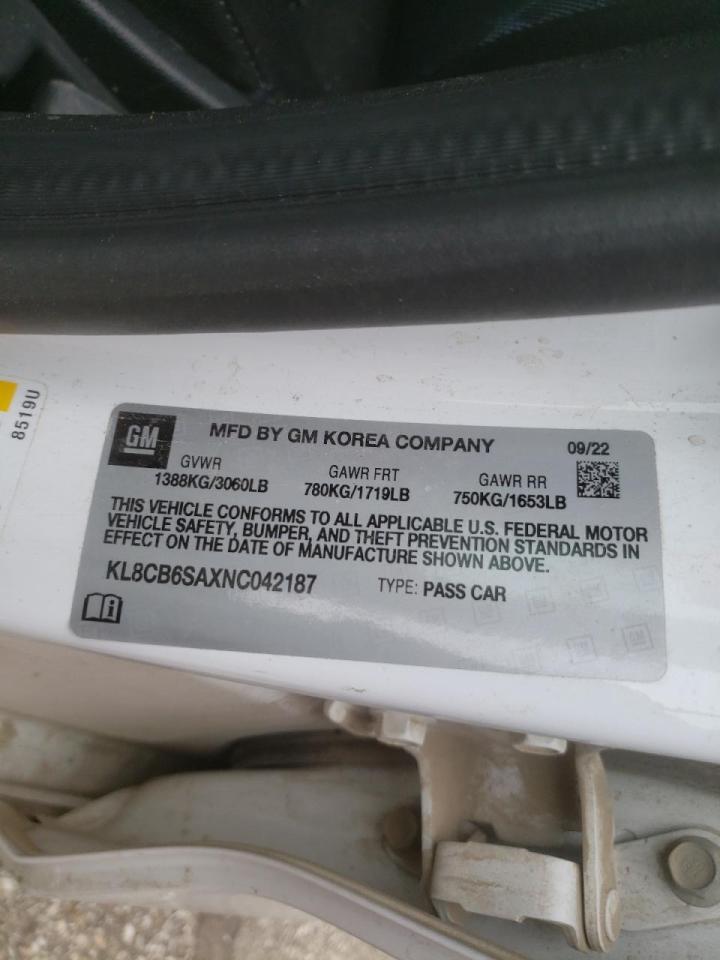 8519U
GM
MFD BY GM KOREA COMPANY
09/22
GVWR
1388KG/3060LB
GAWR FRT
780KG/1719LB
GAWR RR
750KG/1653LB
THIS VEHICLE CONFORMS TO ALL APPLICABLE U.S. FEDERAL MOTOR
VEHICLE SAFETY, BUMPER, AND THEFT PREVENTION STANDARDS IN
EFFECT ON THE DATE OF MANUFACTURE SHOWN ABOVE.
KL8CB6SAXNC042187
TYPE: PASS CAR